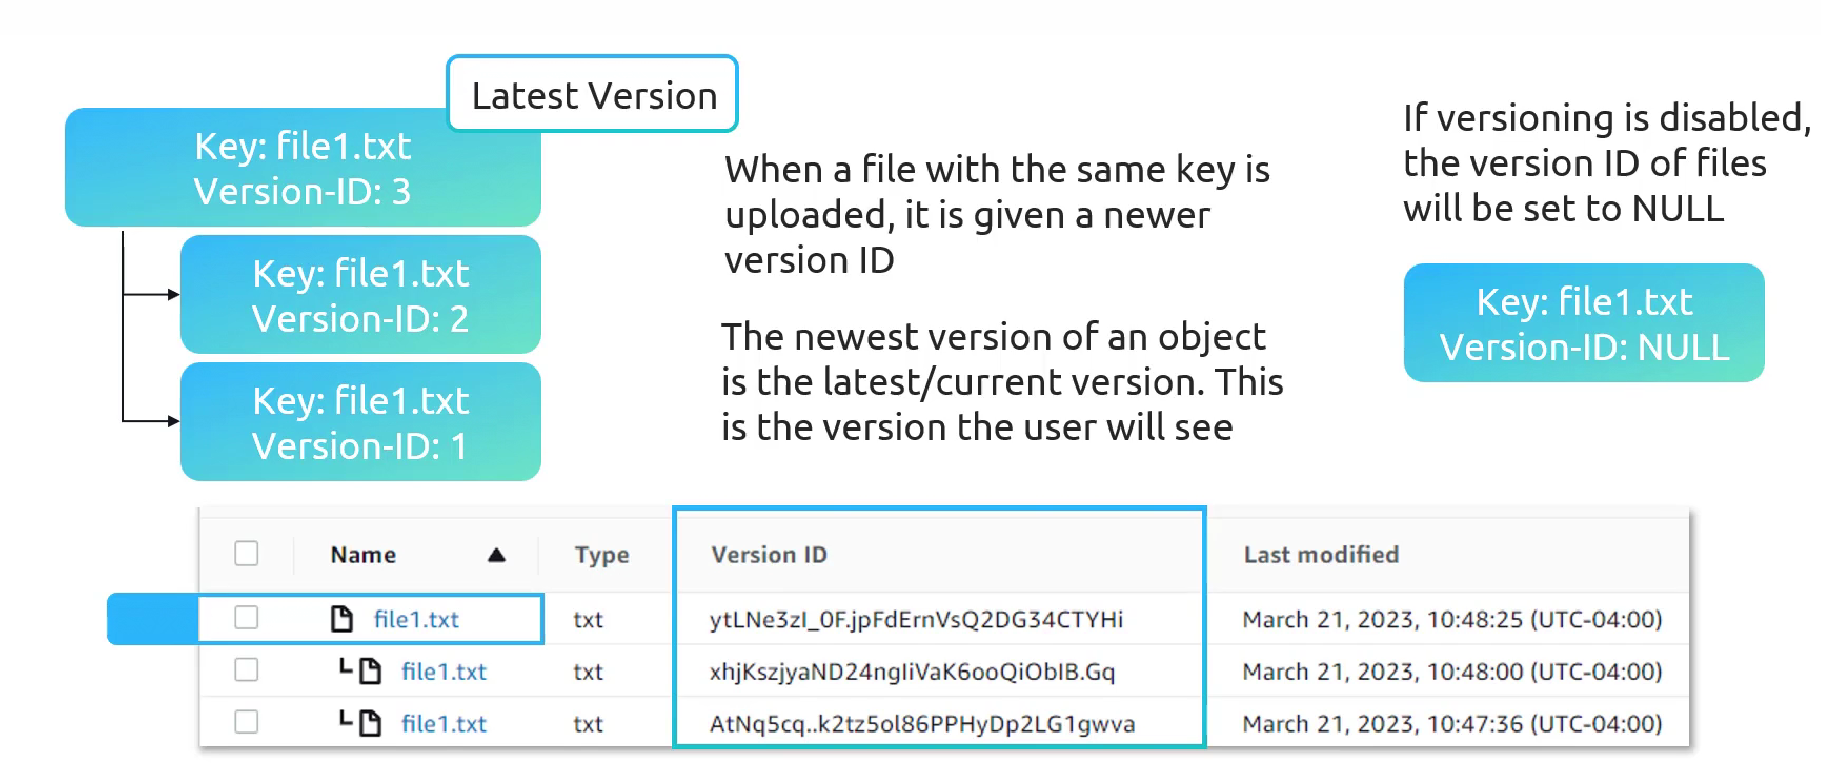 Latest Version
Key: file1.txt
Version-ID: 3
Key: file1.txt
Version-ID: 2
Key: file1.txt
Version-ID: 1
When a file with the same key is
uploaded, it is given a newer
version ID
The newest version of an object
is the latest/current version. This
is the version the user will see
If versioning is disabled,
the version ID of files
will be set to NULL
Key: file1.txt
Version-ID: NULL
Name Type Version ID Last modified
file1.txt txt ytLNe3zI_0F.jpFdErnVsQ2DG34CTYHi March 21, 2023, 10:48:25 (UTC-04:00)
file1.txt txt xhjKszjyaND24ngIiVaK6ooQiObIB.Gq March 21, 2023, 10:48:00 (UTC-04:00)
file1.txt txt AtNq5cq..k2tz5ol86PPHyDp2LG1gwva March 21, 2023, 10:47:36 (UTC-04:00)